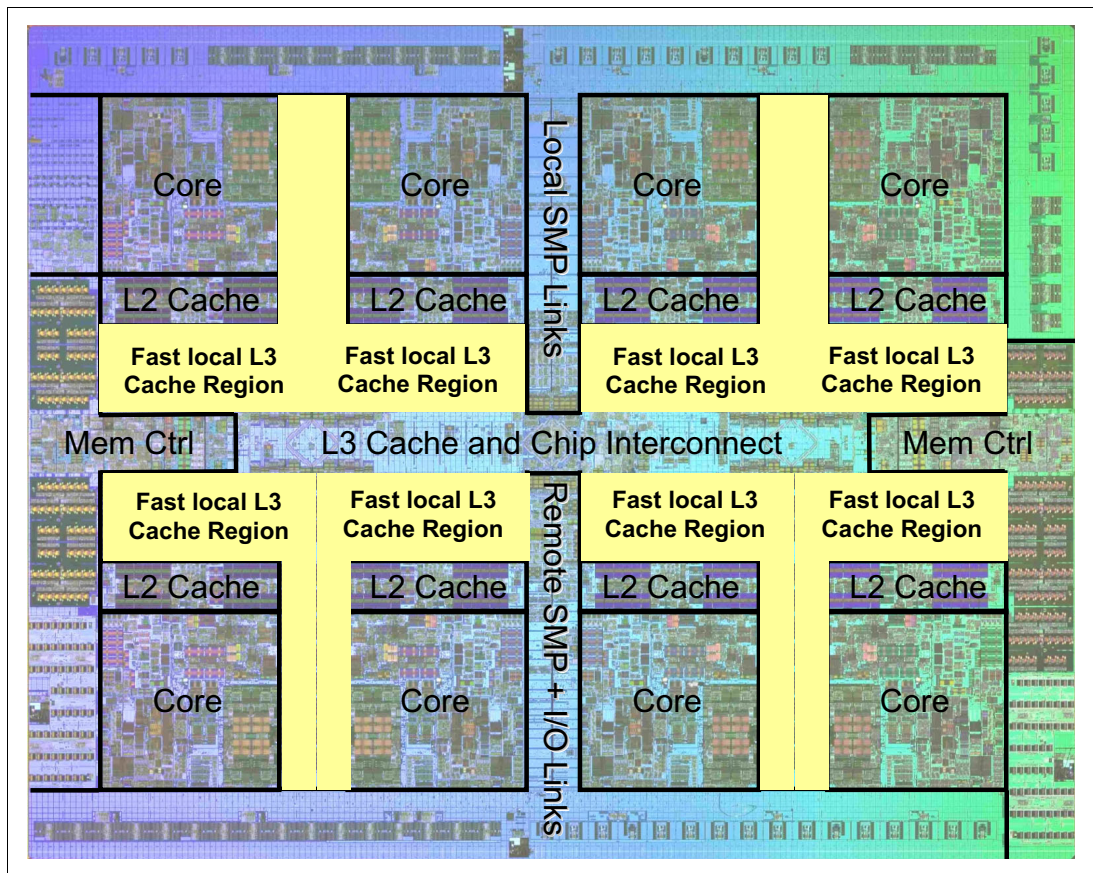 Core
Core
Core
Core
Local SMP Links
L2 Cache
L2 Cache
L2 Cache
L2 Cache
Fast local L3
Cache Region
Fast local L3
Cache Region
Fast local L3
Cache Region
Fast local L3
Cache Region
Mem Ctrl
L3 Cache and Chip Interconnect
Mem Ctrl
Fast local L3
Cache Region
Fast local L3
Cache Region
Fast local L3
Cache Region
Fast local L3
Cache Region
Remote SMP + I/O Links
L2 Cache
L2 Cache
L2 Cache
L2 Cache
Core
Core
Core
Core